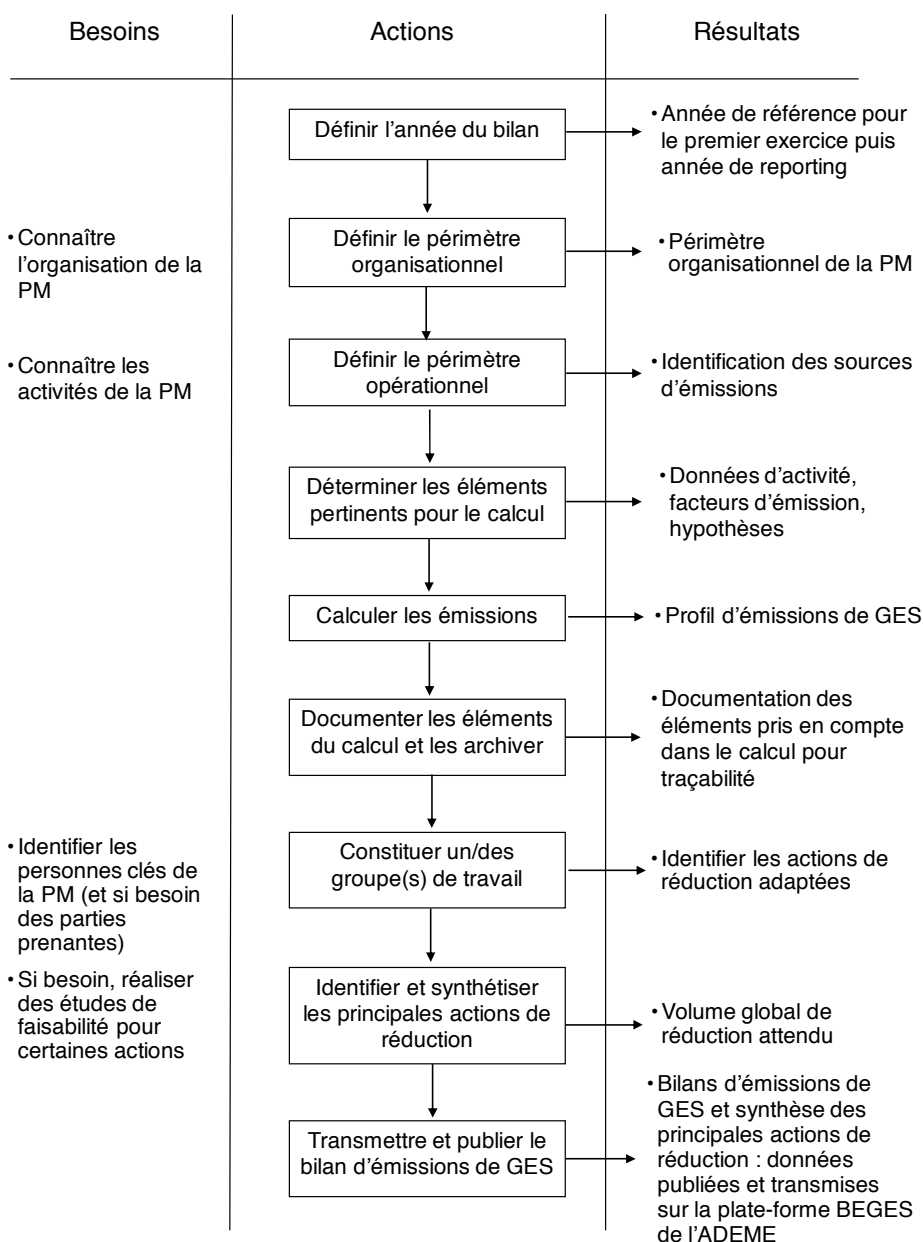 Besoins
Actions
Résultats
Définir l’année du bilan
• Année de référence pour
le premier exercice puis
année de reporting
• Connaître
l’organisation de la
PM
Définir le périmètre
organisationnel
• Périmètre
organisationnel de la PM
• Connaître les
activités de la PM
Définir le périmètre
opérationnel
• Identification des sources
d’émissions
Déterminer les éléments
pertinents pour le calcul
• Données d’activité,
facteurs d’émission,
hypothèses
Calculer les émissions
• Profil d’émissions de GES
Documenter les éléments
du calcul et les archiver
• Documentation des
éléments pris en compte
dans le calcul pour
traçabilité
• Identifier les
personnes clés de
la PM (et si besoin
des parties
prenantes)
Constituer un/des
groupe(s) de travail
• Identifier les actions de
réduction adaptées
• Si besoin, réaliser
des études de
faisabilité pour
certaines actions
Identifier et synthétiser
les principales actions de
réduction
• Volume global de
réduction attendu
Transmettre et publier le
bilan d’émissions de GES
• Bilans d’émissions de
GES et synthèse des
principales actions de
réduction : données
publiées et transmises
sur la plate-forme BEGES
de l’ADEME